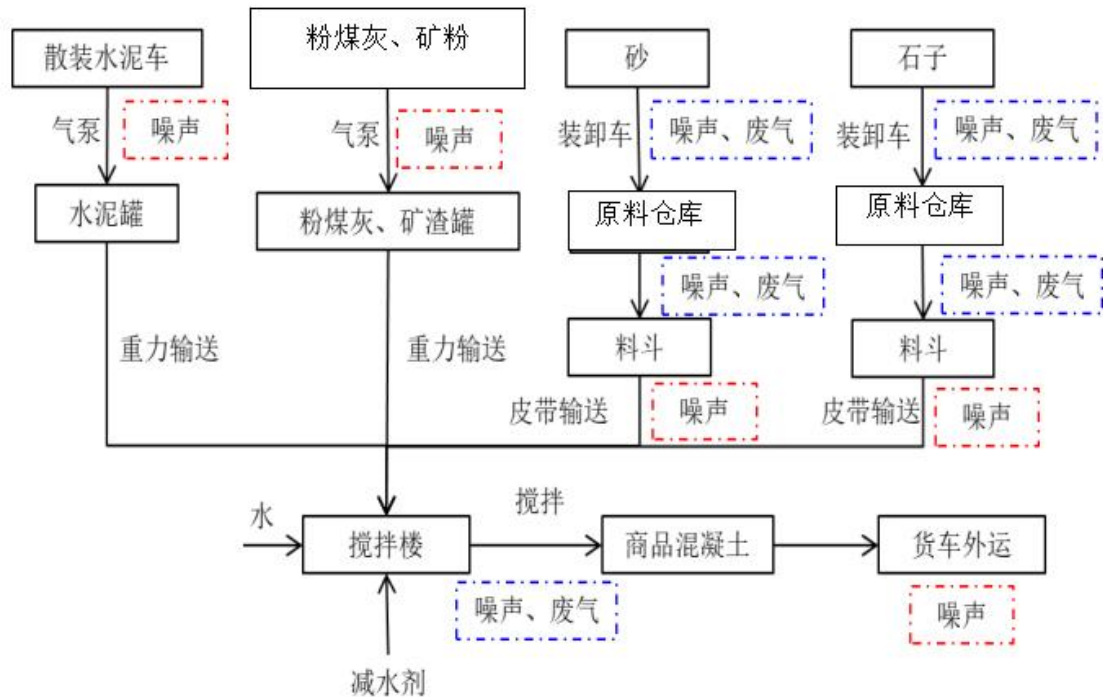 散装水泥车
粉煤灰、矿粉
砂
石子
气泵
噪声
气泵
噪声
装卸车
噪声、废气
装卸车
噪声、废气
水泥罐
粉煤灰、矿渣罐
原料仓库
原料仓库
噪声、废气
噪声、废气
重力输送
重力输送
料斗
料斗
皮带输送
噪声
皮带输送
噪声
水
搅拌楼
搅拌
商品混凝土
货车外运
噪声、废气
噪声
减水剂